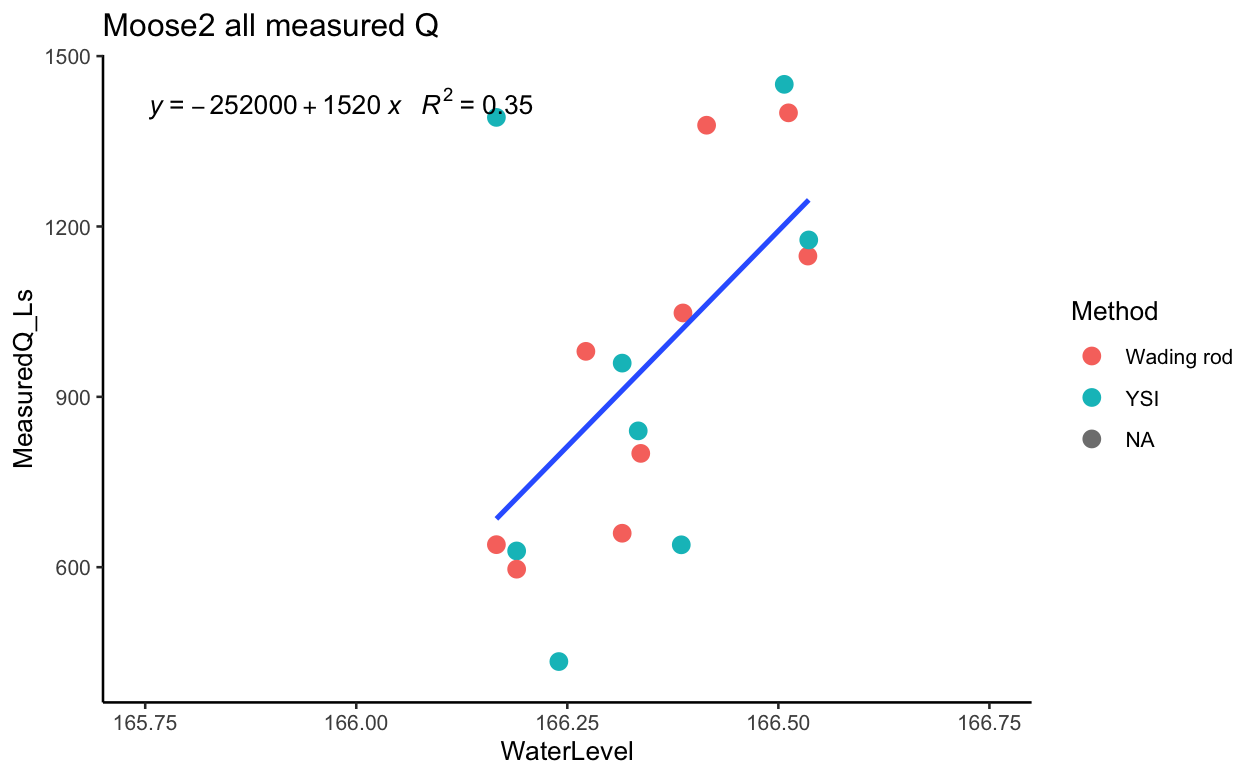 Moose2 all measured Q
y = − 252000 + 1520 x R² = 0.35
1500
1200
900
600
MeasuredQ_Ls
165.75 166.00 166.25 166.50 166.75
WaterLevel
Method
Wading rod
YSI
NA